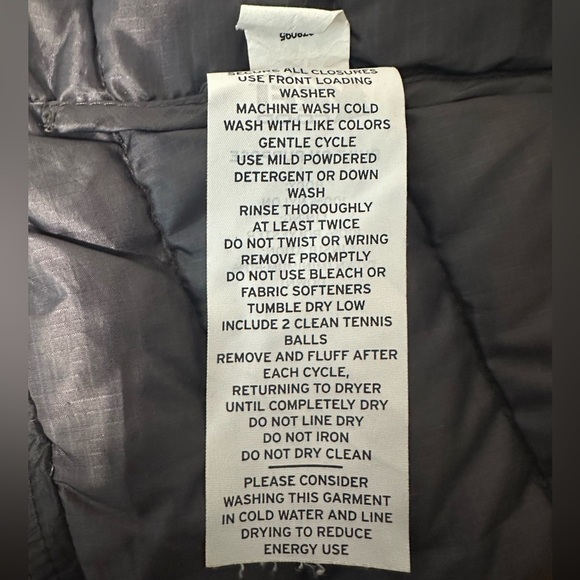 SECURE ALL CLOSURES
USE FRONT LOADING
WASHER
MACHINE WASH COLD
WASH WITH LIKE COLORS
GENTLE CYCLE
USE MILD POWDERED
DETERGENT OR DOWN
WASH
RINSE THOROUGHLY
AT LEAST TWICE
DO NOT TWIST OR WRING
REMOVE PROMPTLY
DO NOT USE BLEACH OR
FABRIC SOFTENERS
TUMBLE DRY LOW
INCLUDE 2 CLEAN TENNIS
BALLS
REMOVE AND FLUFF AFTER
EACH CYCLE,
RETURNING TO DRYER
UNTIL COMPLETELY DRY
DO NOT LINE DRY
DO NOT IRON
DO NOT DRY CLEAN
PLEASE CONSIDER
WASHING THIS GARMENT
IN COLD WATER AND LINE
DRYING TO REDUCE
ENERGY USE